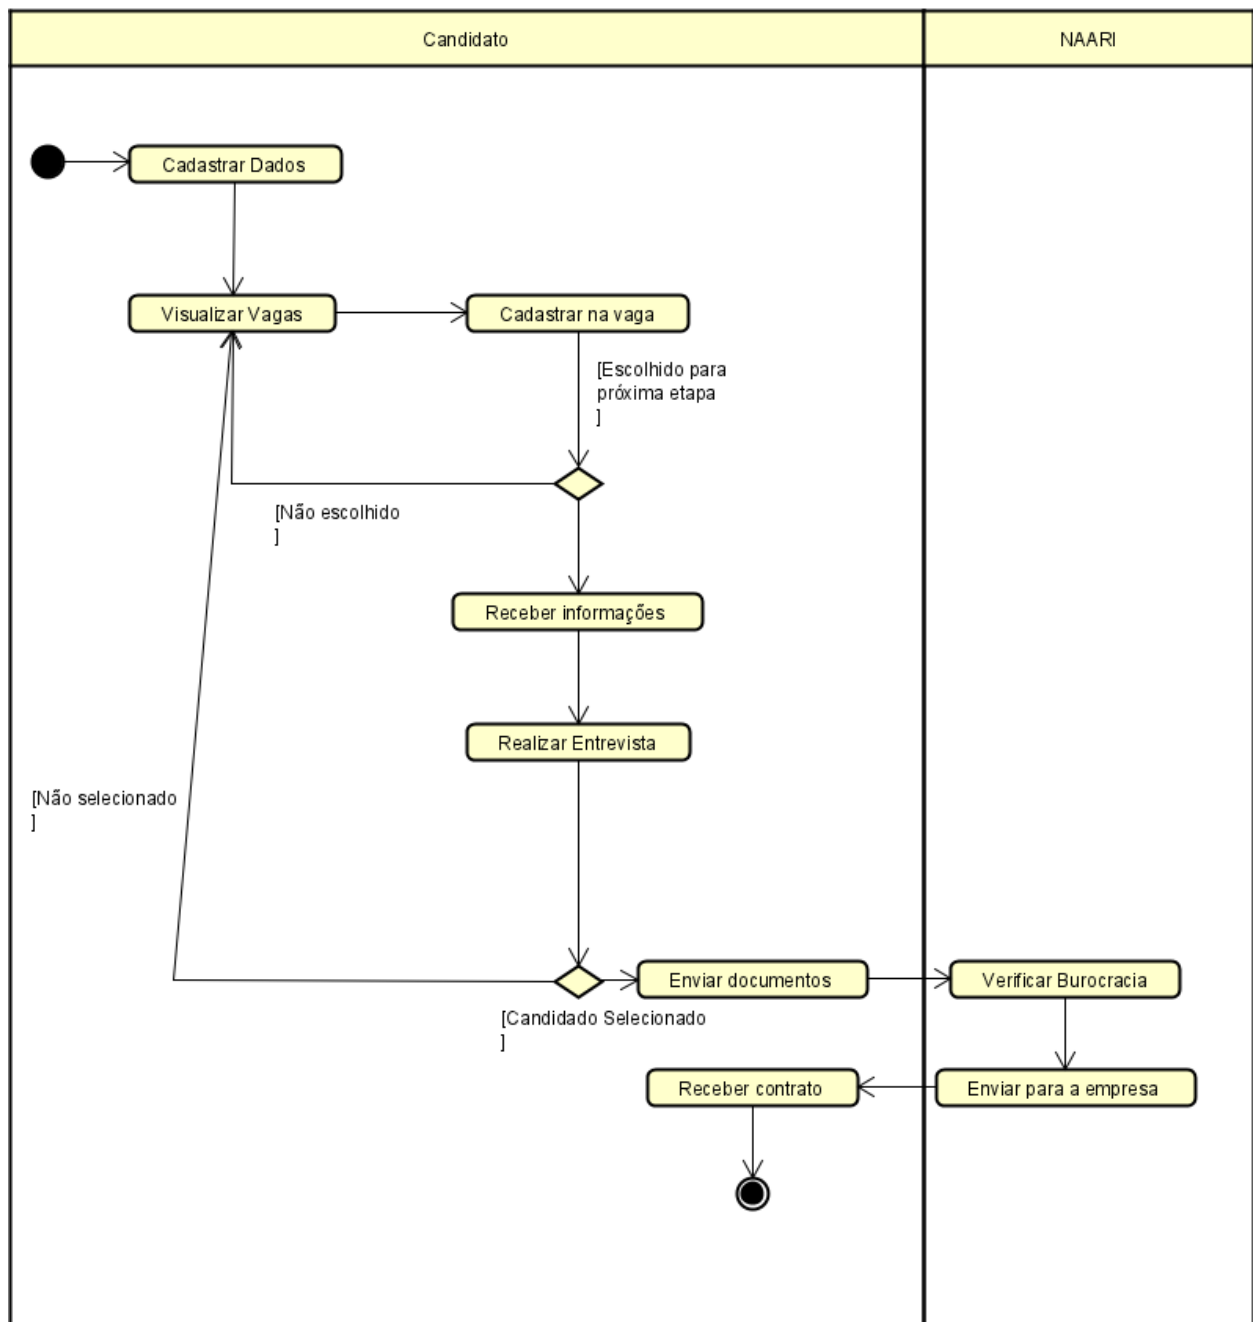 Candidato
NAARI
Cadastrar Dados
Visualizar Vagas
Cadastrar na vaga
[Escolhido para
próxima etapa
]
[Não escolhido
]
Receber informações
Realizar Entrevista
[Não selecionado
]
Enviar documentos
Verificar Burocracia
[Candidado Selecionado
]
Receber contrato
Enviar para a empresa